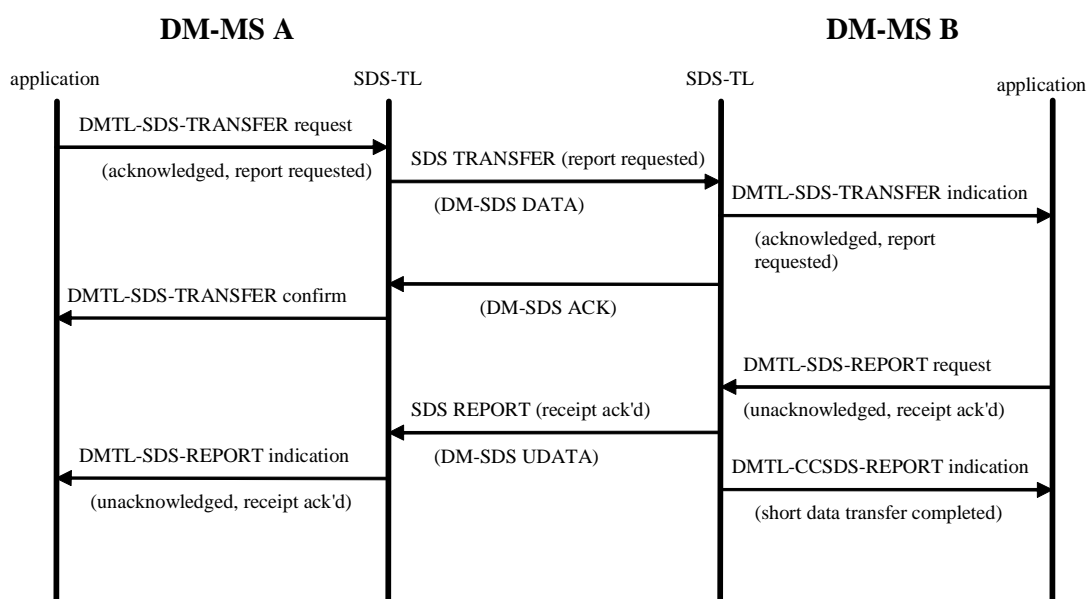 DM-MS A
DM-MS B
application
SDS-TL
SDS-TL
application
DMTL-SDS-TRANSFER request
(acknowledged, report requested)
SDS TRANSFER (report requested)
(DM-SDS DATA)
DMTL-SDS-TRANSFER indication
(acknowledged, report
requested)
DMTL-SDS-TRANSFER confirm
(DM-SDS ACK)
DMTL-SDS-REPORT request
(unacknowledged, receipt ack'd)
SDS REPORT (receipt ack'd)
(DM-SDS UDATA)
DMTL-SDS-REPORT indication
(unacknowledged, receipt ack'd)
DMTL-CCSDS-REPORT indication
(short data transfer completed)